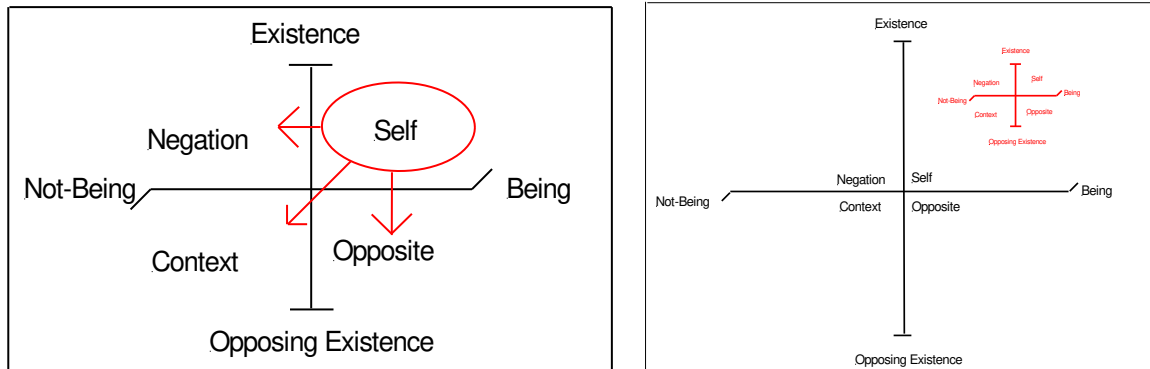 Existence
Negation
Self
Not-Being
Being
Context
Opposite
Opposing Existence
Existence
Existence
Negation
Self
Not-Being
Being
Context
Opposite
Opposing Existence
Negation
Self
Not-Being
Being
Context
Opposite
Opposing Existence